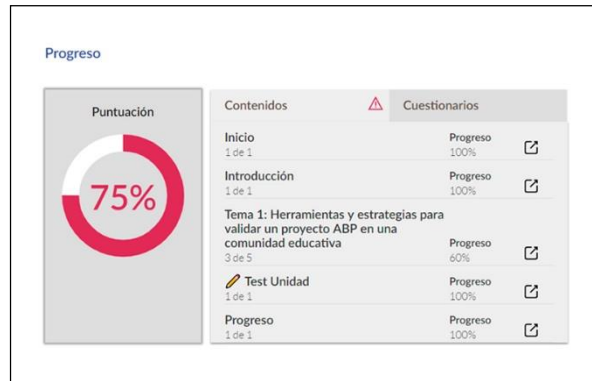 Progreso
Puntuación
75%
Contenidos
Cuestionarios
Inicio
1 de 1
Progreso
100%
Introducción
1 de 1
Progreso
100%
Tema 1: Herramientas y estrategias para
validar un proyecto ABP en una
comunidad educativa
3 de 5
Progreso
60%
Test Unidad
1 de 1
Progreso
100%
Progreso
1 de 1
Progreso
100%